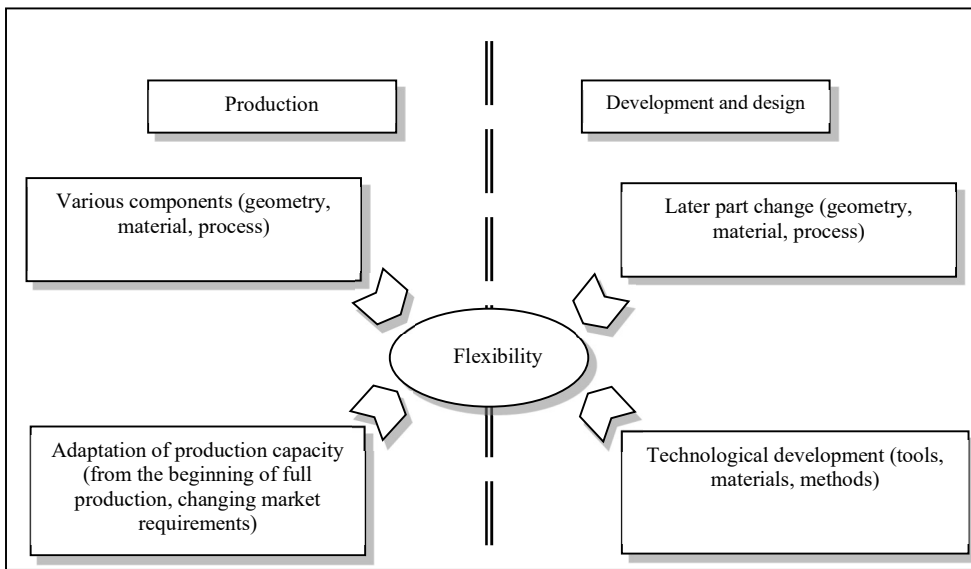 Production
Development and design
Various components (geometry,
material, process)
Later part change (geometry,
material, process)
Flexibility
Adaptation of production capacity
(from the beginning of full
production, changing market
requirements)
Technological development (tools,
materials, methods)